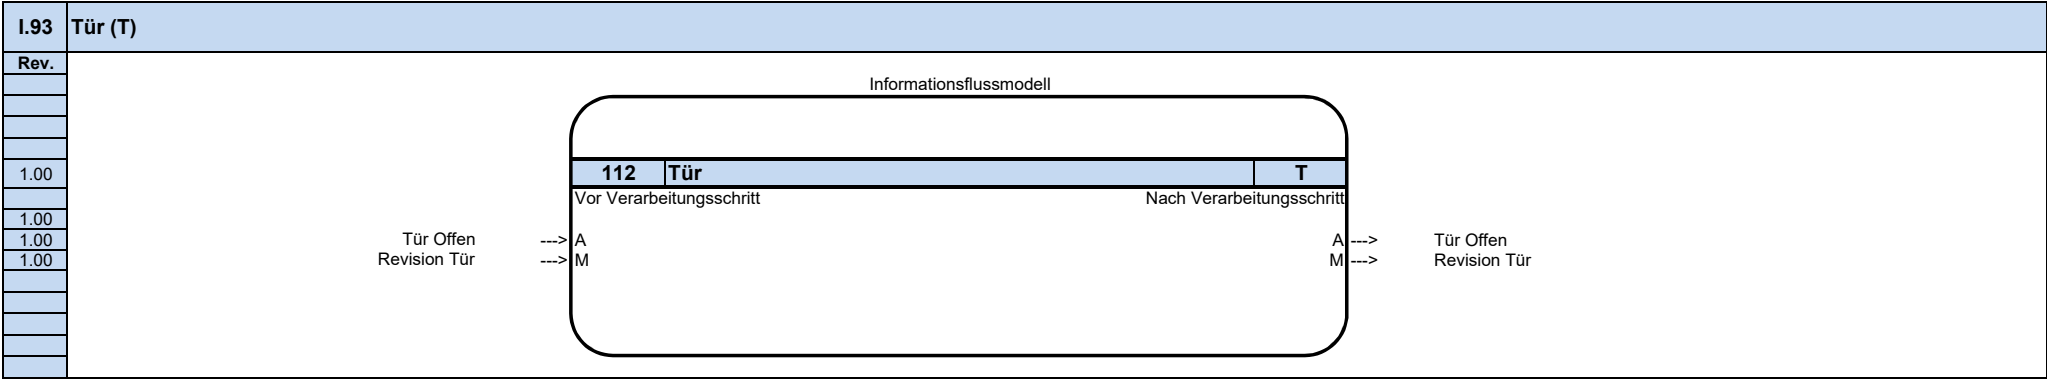 I.93 Tür (T)
Rev.
Informationsflussmodell
1.00 112 Tür T
Vor Verarbeitungsschritt Nach Verarbeitungsschritt
1.00
1.00 Tür Offen ---> A A ---> Tür Offen
1.00 Revision Tür ---> M M ---> Revision Tür